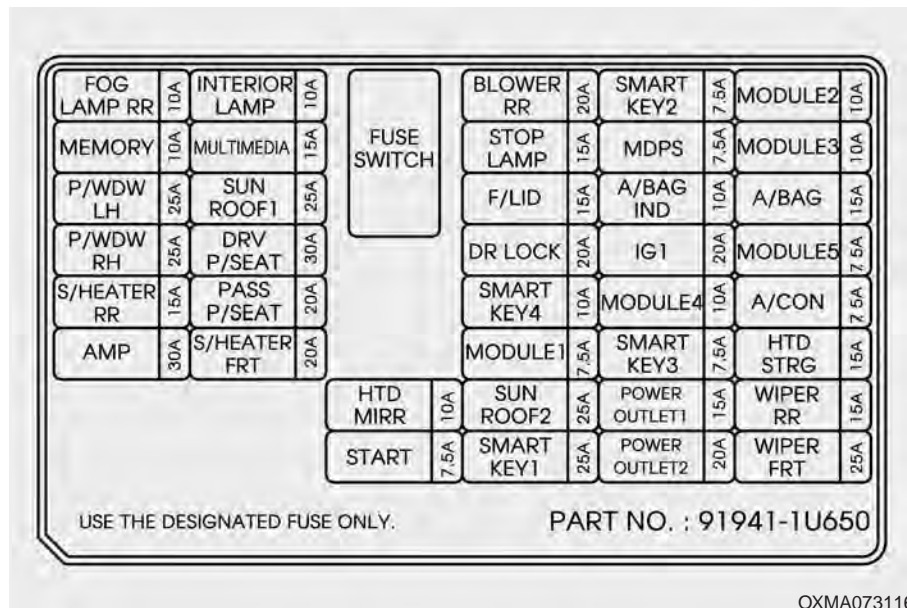 FOG LAMP RR 10A INTERIOR LAMP 10A FUSE SWITCH BLOWER RR 20A SMART KEY2 7.5A MODULE2 10A
MEMORY 10A MULTIMEDIA 15A STOP LAMP 15A MDPS 7.5A MODULE3 10A
P/WDW LH 25A SUN ROOF1 25A F/LID 15A A/BAG IND 10A A/BAG 15A
P/WDW RH 25A DRV P/SEAT 30A DR LOCK 20A IG1 20A MODULE5 7.5A
S/HEATER RR 15A PASS P/SEAT 20A SMART KEY4 10A MODULE4 10A A/CON 7.5A
AMP 30A S/HEATER FRT 20A MODULE1 7.5A SMART KEY3 7.5A HTD STRG 15A
HTD MIRR 10A SUN ROOF2 25A POWER OUTLET1 15A WIPER RR 15A
START 7.5A SMART KEY1 25A POWER OUTLET2 20A WIPER FRT 25A
USE THE DESIGNATED FUSE ONLY. PART NO. : 91941-1U650
OXMA073116